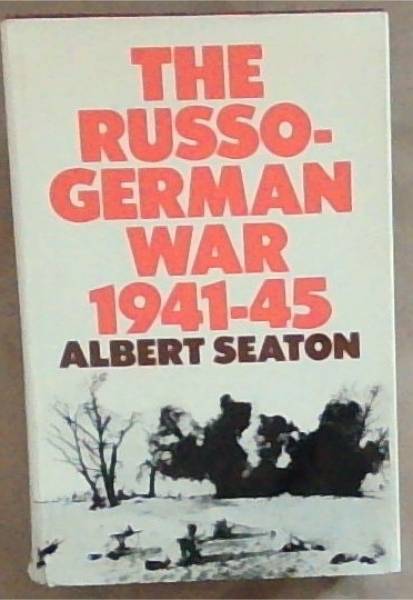 THE
RUSSO-
GERMAN
WAR
1941-45
ALBERT SEATON